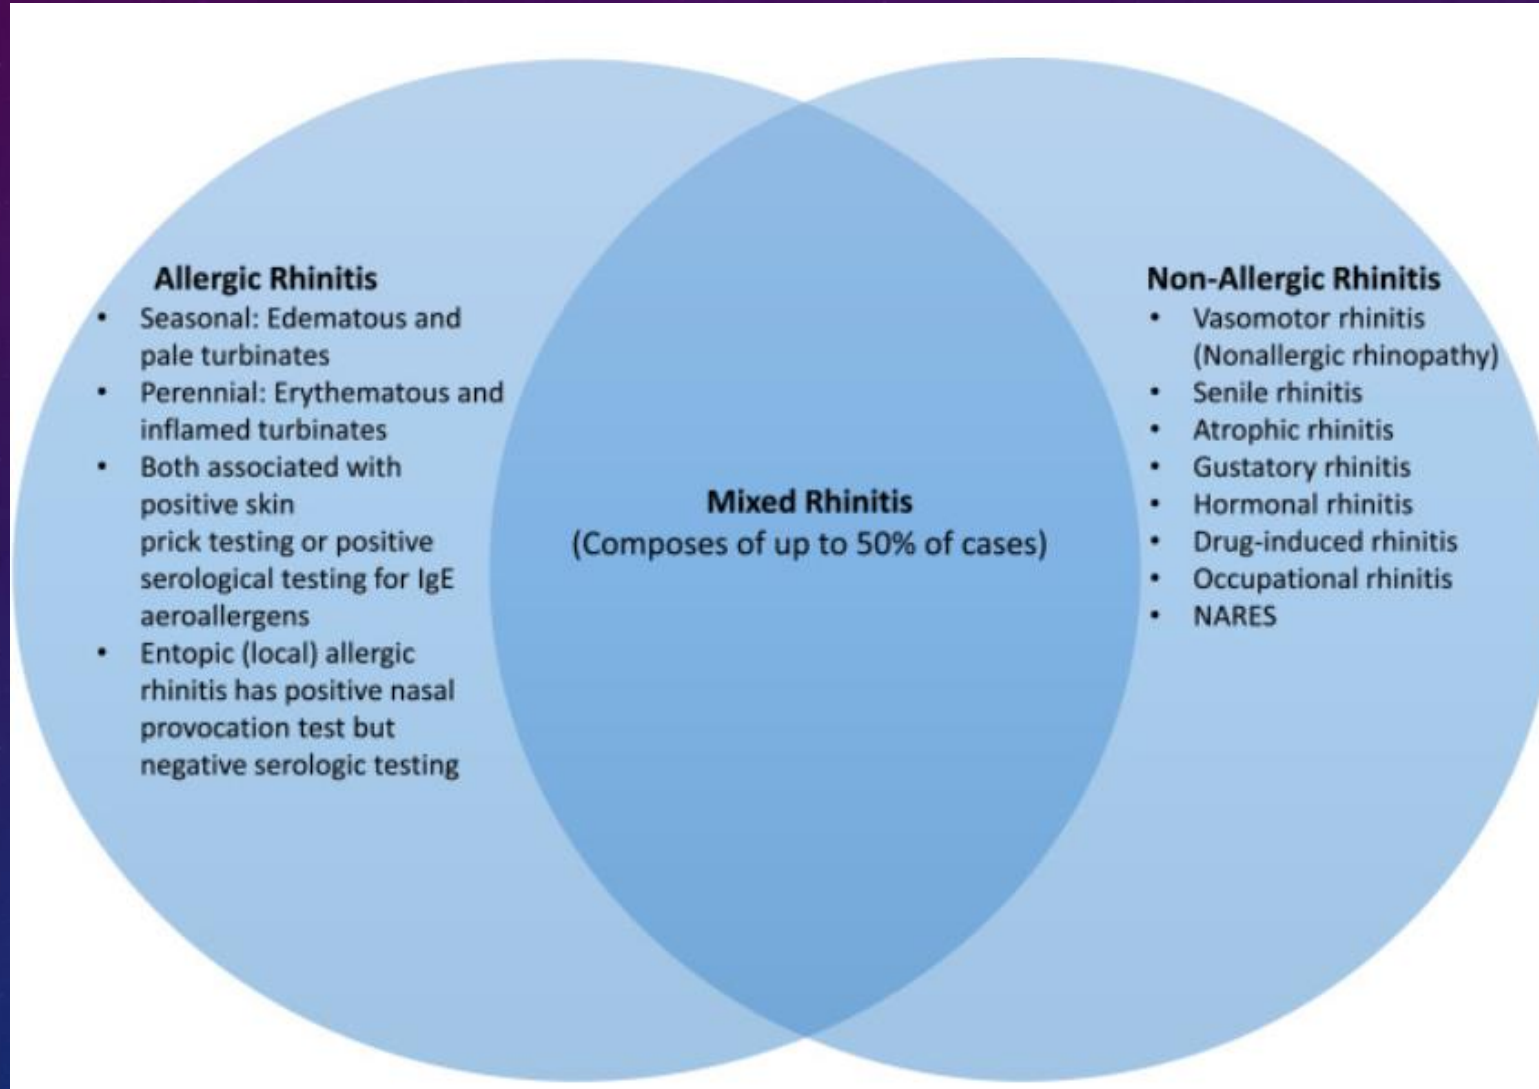 Allergic Rhinitis
• Seasonal: Edematous and
pale turbinates
• Perennial: Erythematous and
inflamed turbinates
• Both associated with
positive skin
prick testing or positive
serological testing for IgE
aeroallergens
• Entopic (local) allergic
rhinitis has positive nasal
provocation test but
negative serologic testing
Mixed Rhinitis
(Composes of up to 50% of cases)
Non-Allergic Rhinitis
• Vasomotor rhinitis
(Nonallergic rhinopathy)
• Senile rhinitis
• Atrophic rhinitis
• Gustatory rhinitis
• Hormonal rhinitis
• Drug-induced rhinitis
• Occupational rhinitis
• NARES